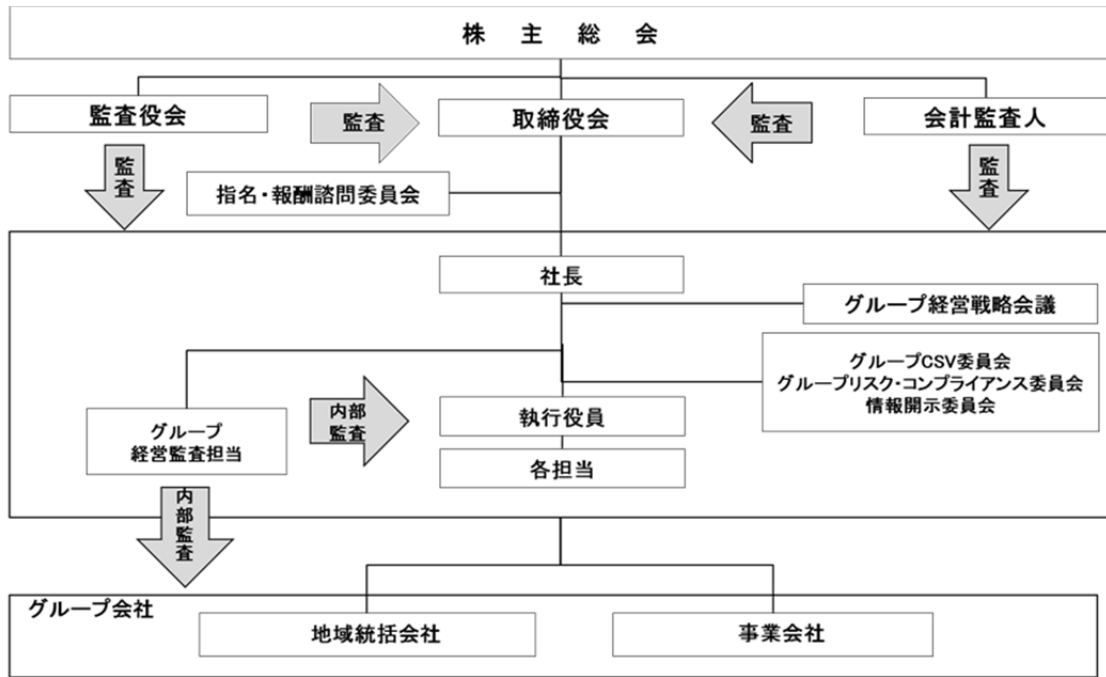 株 主 総 会
監査役会
監査
取締役会
監査
会計監査人
監査
監査
指名・報酬諮問委員会
社長
グループ経営戦略会議
グループCSV委員会
グループリスク・コンプライアンス委員会
情報開示委員会
グループ
経営監査担当
内部
監査
執行役員
各担当
内部監査
グループ会社
地域統括会社
事業会社